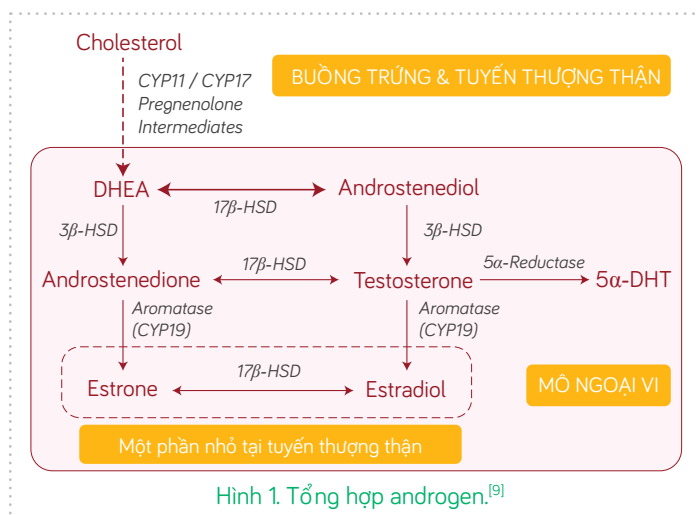 Cholesterol
CYP11 / CYP17
Pregnenolone
Intermediates
BUỒNG TRỨNG & TUYẾN THƯỢNG THẬN
DHEA
17β-HSD
Androstenediol
3β-HSD
3β-HSD
Androstenedione
17β-HSD
Testosterone
5α-Reductase
5α-DHT
Aromatase
(CYP19)
Aromatase
(CYP19)
Estrone
17β-HSD
Estradiol
MÔ NGOẠI VI
Một phần nhỏ tại tuyến thượng thận
Hình 1. Tổng hợp androgen.[9]